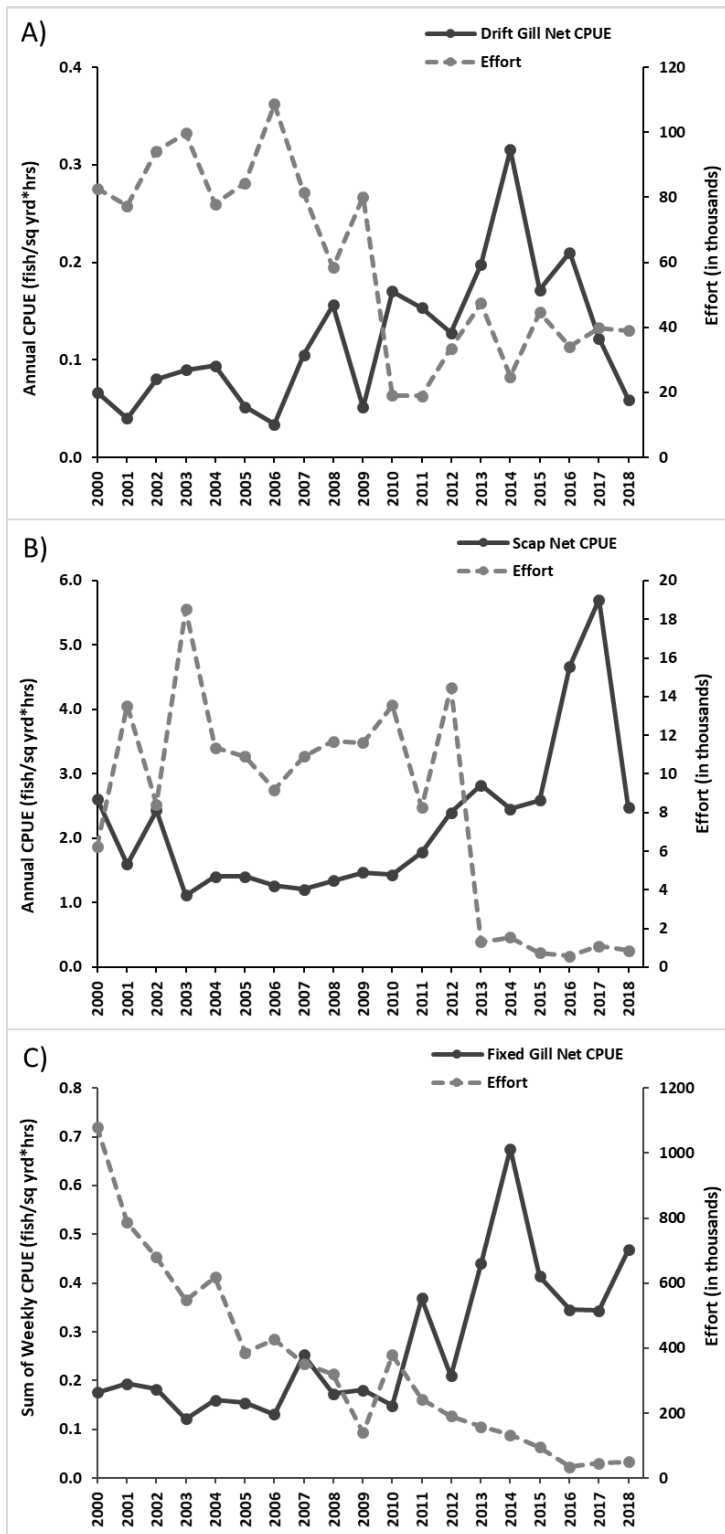 A)
Drift Gill Net CPUE
Effort
Annual CPUE (fish/sq yrd*hrs)
0.4
0.3
0.2
0.1
0.0
120
100
80
60
40
20
0
Effort (in thousands)
2000 2001 2002 2003 2004 2005 2006 2007 2008 2009 2010 2011 2012 2013 2014 2015 2016 2017 2018
B)
Scap Net CPUE
Effort
Annual CPUE (fish/sq yrd*hrs)
6.0
5.0
4.0
3.0
2.0
1.0
0.0
20
18
16
14
12
10
8
6
4
2
0
Effort (in thousands)
2000 2001 2002 2003 2004 2005 2006 2007 2008 2009 2010 2011 2012 2013 2014 2015 2016 2017 2018
C)
Fixed Gill Net CPUE
Effort
Sum of Weekly CPUE (fish/sq yrd*hrs)
0.8
0.7
0.6
0.5
0.4
0.3
0.2
0.1
0.0
1200
1000
800
600
400
200
0
Effort (in thousands)
2000 2001 2002 2003 2004 2005 2006 2007 2008 2009 2010 2011 2012 2013 2014 2015 2016 2017 2018